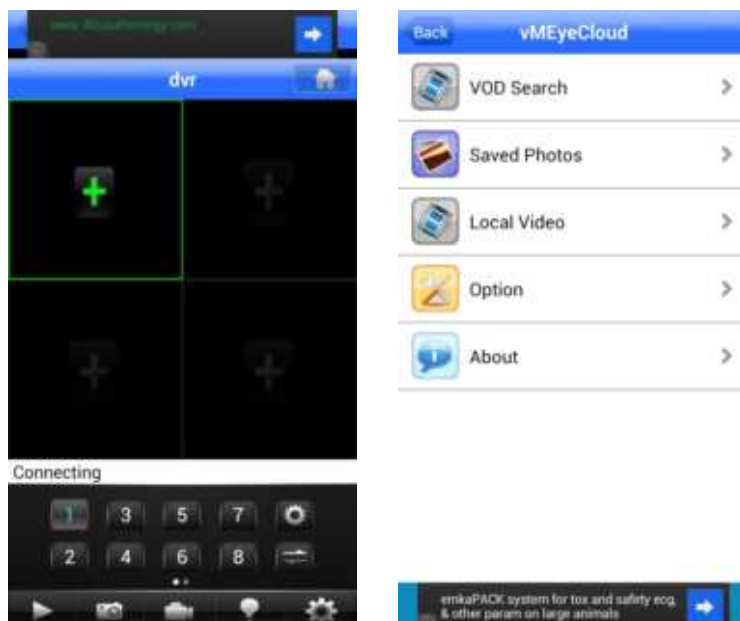 dvr
Connecting
1 3 5 7
2 4 6 8
Back vMEyeCloud
VOD Search
Saved Photos
Local Video
Option
About
emkaPACK system for tox and safety ecg,
& other param on large animals